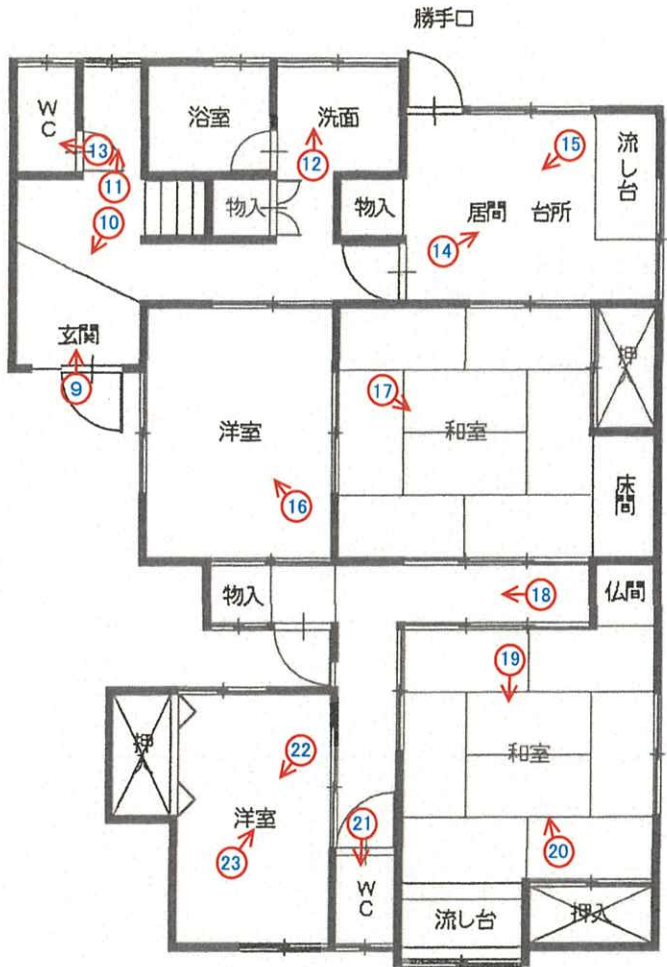 勝手口
WC
浴室
洗面
流し台
13
11
12
15
10
物入
物入
居間 台所
14
玄関
9
押入
17
洋室
和室
16
床間
物入
18
仏間
19
押入
22
和室
洋室
21
20
23
WC
流し台
押入